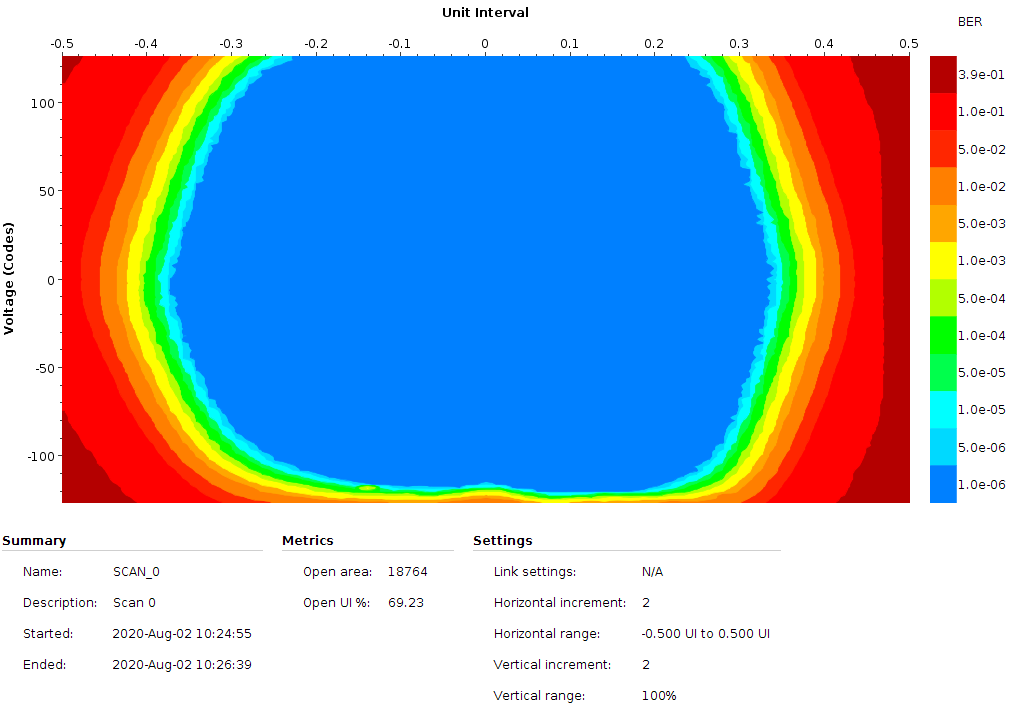 Unit Interval
BER
-0.5 -0.4 -0.3 -0.2 -0.1 0 0.1 0.2 0.3 0.4 0.5
Voltage (Codes)
100
50
0
-50
-100
3.9e-01
1.0e-01
5.0e-02
1.0e-02
5.0e-03
1.0e-03
5.0e-04
1.0e-04
5.0e-05
1.0e-05
5.0e-06
1.0e-06
Summary
Name: SCAN_0
Description: Scan 0
Started: 2020-Aug-02 10:24:55
Ended: 2020-Aug-02 10:26:39
Metrics
Open area: 18764
Open UI %: 69.23
Settings
Link settings: N/A
Horizontal increment: 2
Horizontal range: -0.500 UI to 0.500 UI
Vertical increment: 2
Vertical range: 100%